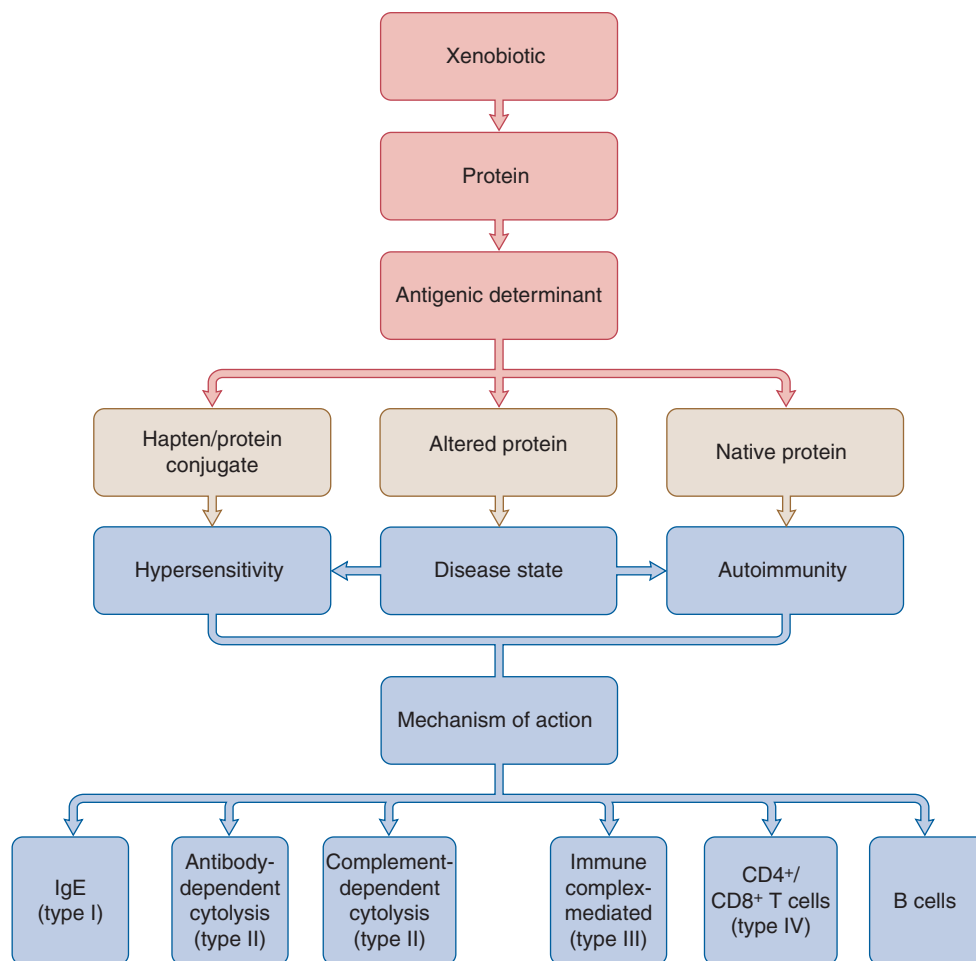 Xenobiotic
Protein
Antigenic determinant
Hapten/protein
conjugate
Altered protein
Native protein
Hypersensitivity
Disease state
Autoimmunity
Mechanism of action
IgE
(type I)
Antibody-
dependent
cytolysis
(type II)
Complement-
dependent
cytolysis
(type II)
Immune
complex-
mediated
(type III)
CD4⁺/
CD8⁺ T cells
(type IV)
B cells